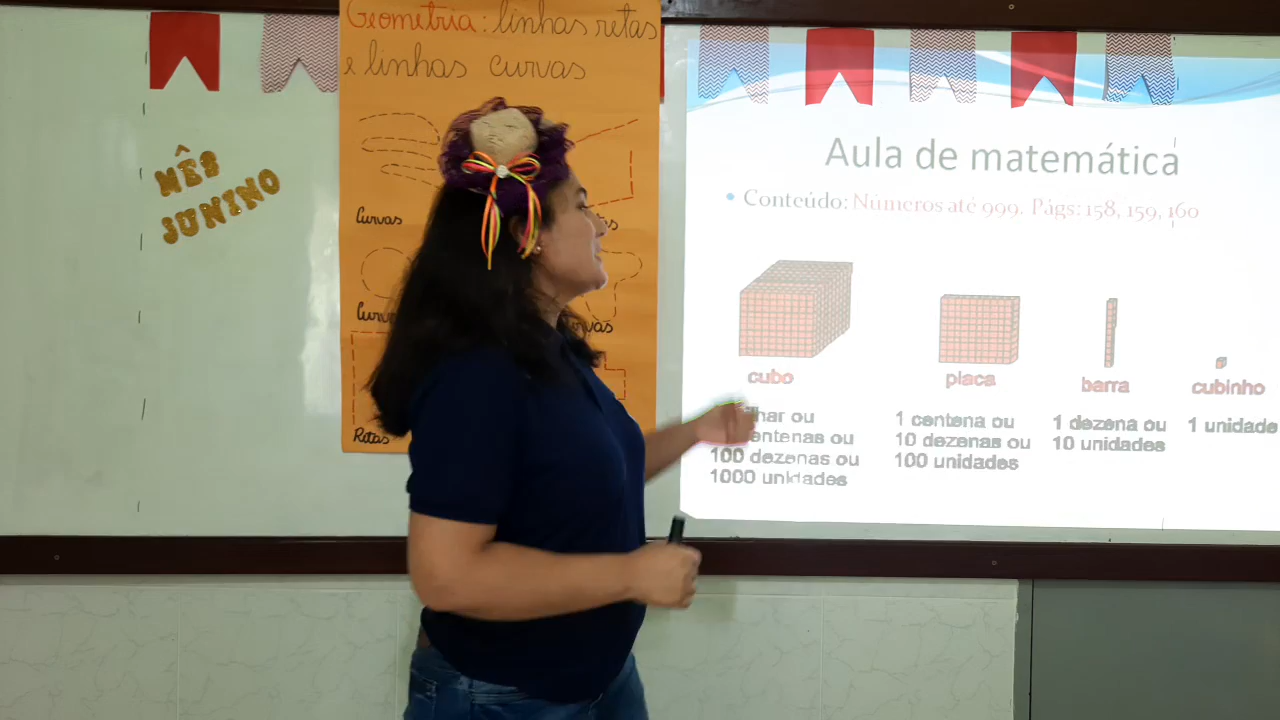 MÊS
JUNINO
Geometria: linhas retas
e linhas curvas
Curvas
Retas
Aula de matemática
• Conteúdo: Números até 999. Págs: 158, 159, 160
cubo
placa
barra
cubinho
ou
100 dezenas ou
1000 unidades
1 centena ou
10 dezenas ou
100 unidades
1 dezena ou
10 unidades
1 unidade